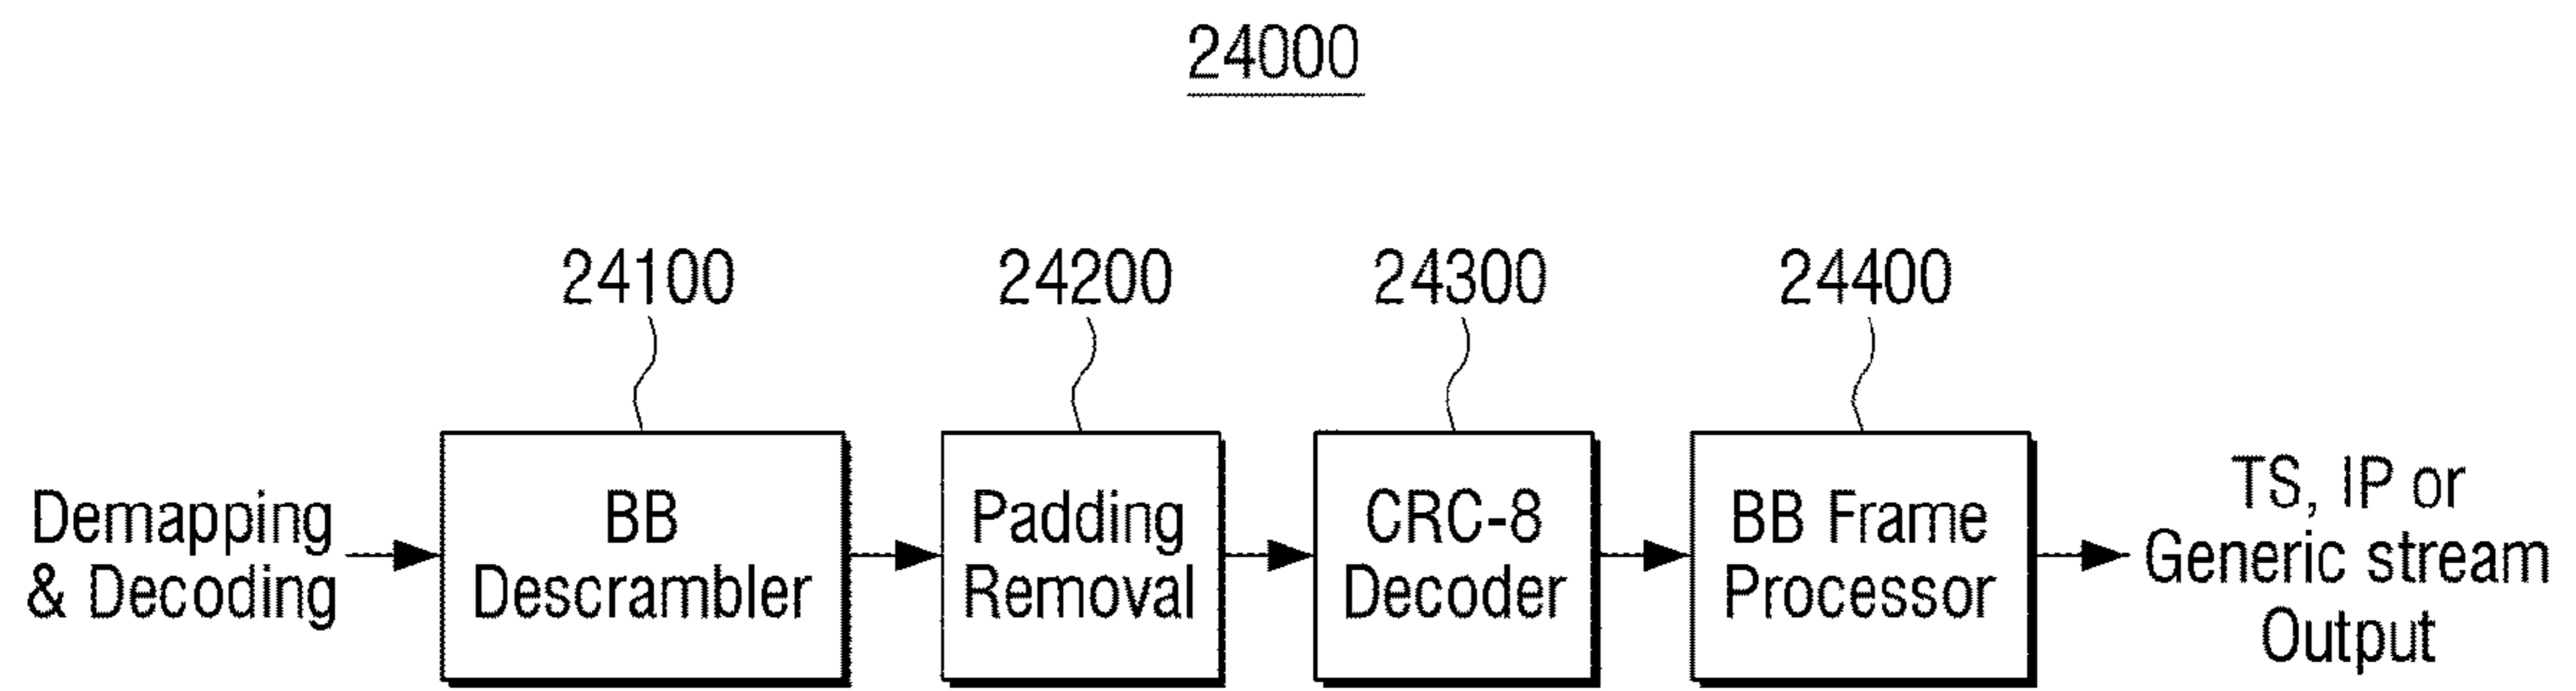 24000
24100
24200
24300
24400
Demapping
& Decoding
BB
Descrambler
Padding
Removal
CRC-8
Decoder
BB Frame
Processor
TS, IP or
Generic stream
Output